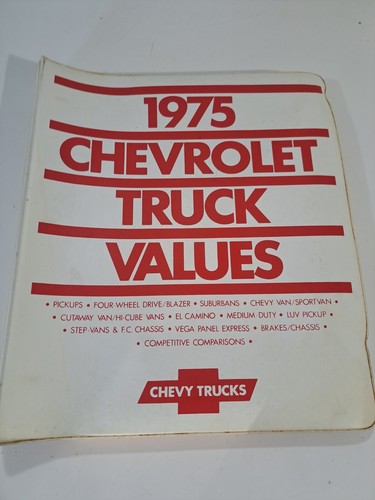 1975
CHEVROLET
TRUCK
VALUES
• PICKUPS • FOUR-WHEEL DRIVE/BLAZER • SUBURBANS • CHEVY VAN/SPORTVAN •
• CUTAWAY VAN/HI-CUBE VANS • EL CAMINO • MEDIUM DUTY • LUV PICKUP •
• STEP-VANS & F.C. CHASSIS • VEGA PANEL EXPRESS • BRAKES/CHASSIS •
• COMPETITIVE COMPARISONS •
CHEVY TRUCKS